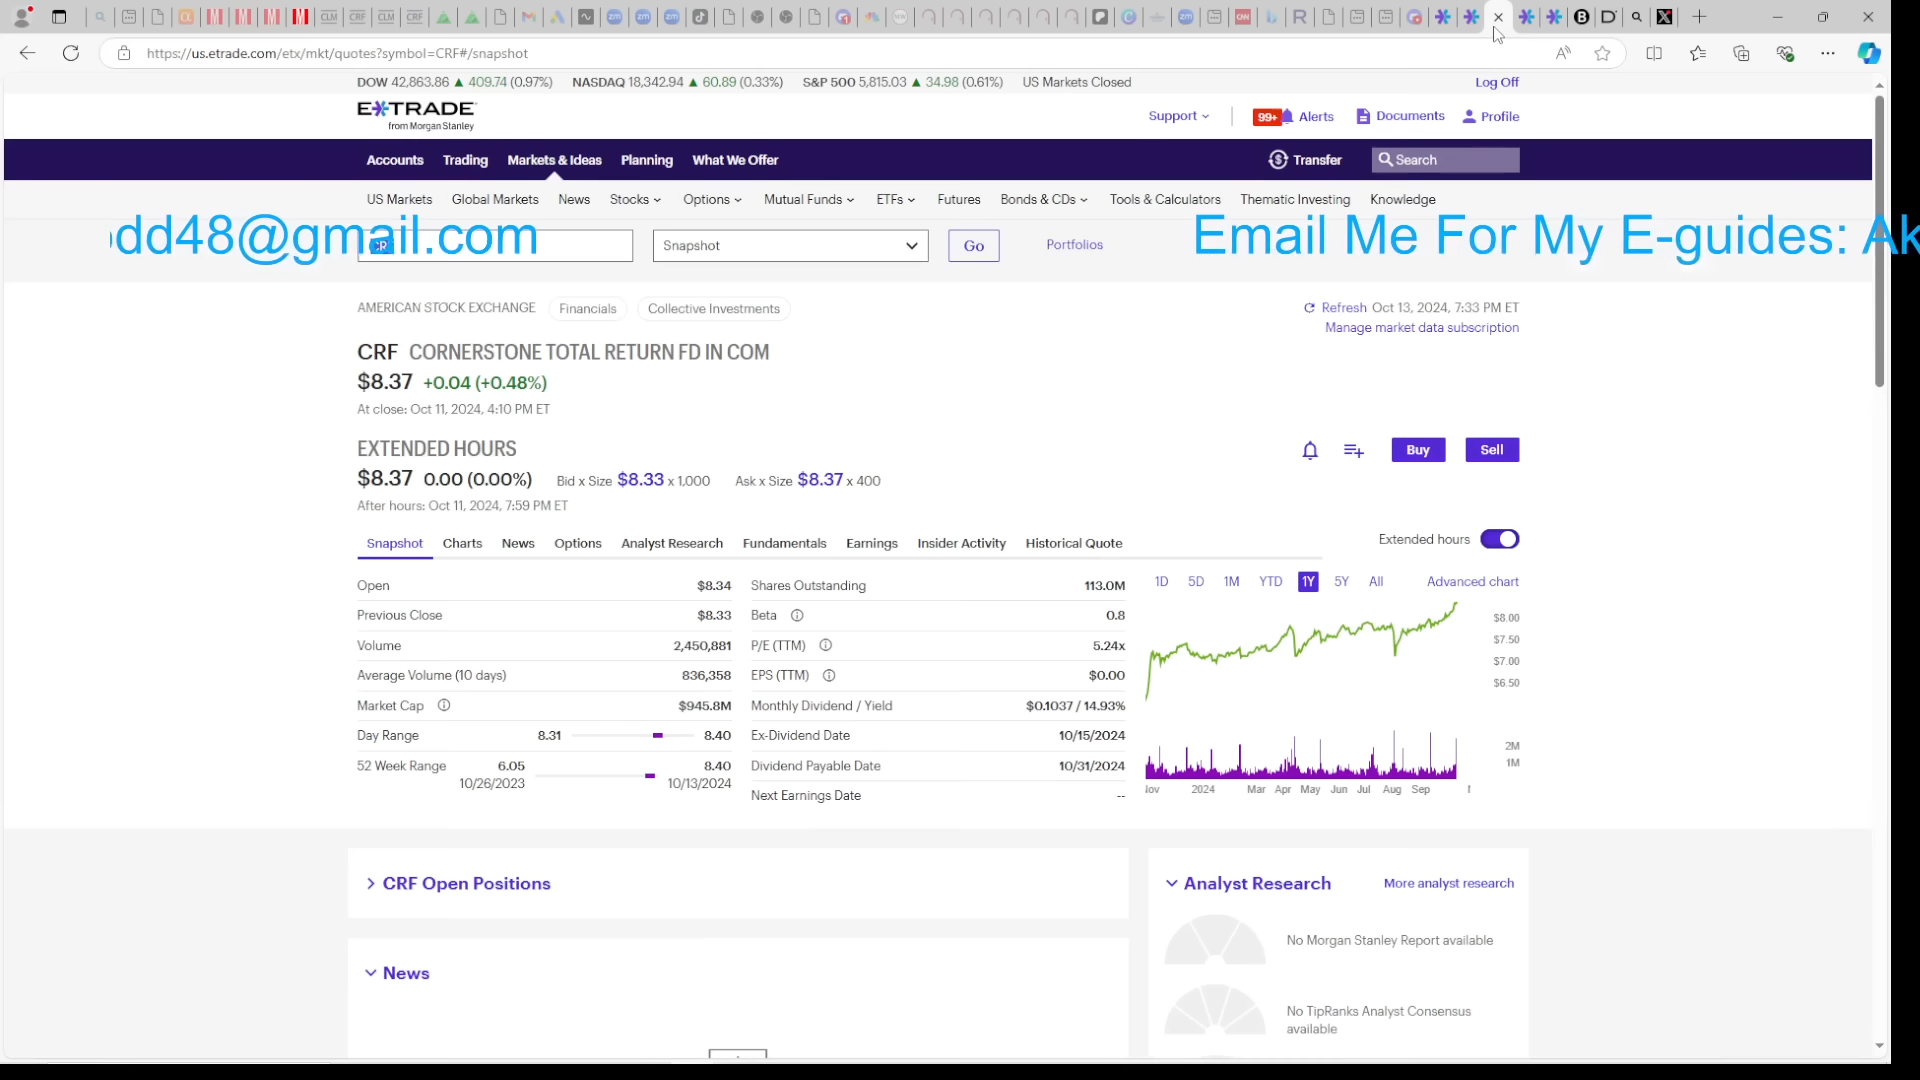 CLM CRF CLM CRF
https://us.etrade.com/etx/mkt/quotes?symbol=CRF#/snapshot
DOW 42,863.86 ▲ 409.74 (0.97%) NASDAQ 18,342.94 ▲ 60.89 (0.33%) S&P 500 5,815.03 ▲ 34.98 (0.61%) US Markets Closed Log Off
E*TRADE
from Morgan Stanley
Support 99+ Alerts Documents Profile
Accounts Trading Markets & Ideas Planning What We Offer Transfer Search
US Markets Global Markets News Stocks Options Mutual Funds ETFs Futures Bonds & CDs Tools & Calculators Thematic Investing Knowledge
dd48@gmail.com Email Me For My E-guides: Ak
Snapshot Go Portfolios
AMERICAN STOCK EXCHANGE Financials Collective Investments Refresh Oct 13, 2024, 7:33 PM ET
Manage market data subscription
CRF CORNERSTONE TOTAL RETURN FD IN COM
$8.37 +0.04 (+0.48%)
At close: Oct 11, 2024, 4:10 PM ET
EXTENDED HOURS Buy Sell
$8.37 0.00 (0.00%) Bid x Size $8.33 x 1,000 Ask x Size $8.37 x 400
After hours: Oct 11, 2024, 7:59 PM ET
Snapshot Charts News Options Analyst Research Fundamentals Earnings Insider Activity Historical Quote Extended hours
1D 5D 1M YTD 1Y 5Y All Advanced chart
Open $8.34 Shares Outstanding 113.0M
Previous Close $8.33 Beta 0.8
Volume 2,450,881 P/E (TTM) 5.24x
Average Volume (10 days) 836,358 EPS (TTM) $0.00
Market Cap $945.8M Monthly Dividend / Yield $0.1037 / 14.93%
Day Range 8.31 8.40 Ex-Dividend Date 10/15/2024
52 Week Range 6.05 8.40 Dividend Payable Date 10/31/2024
10/26/2023 10/13/2024
Next Earnings Date --
$8.00
$7.50
$7.00
$6.50
2M
1M
2024 Mar Apr May Jun Jul Aug Sep
CRF Open Positions
News
Analyst Research More analyst research
No Morgan Stanley Report available
No TipRanks Analyst Consensus
available